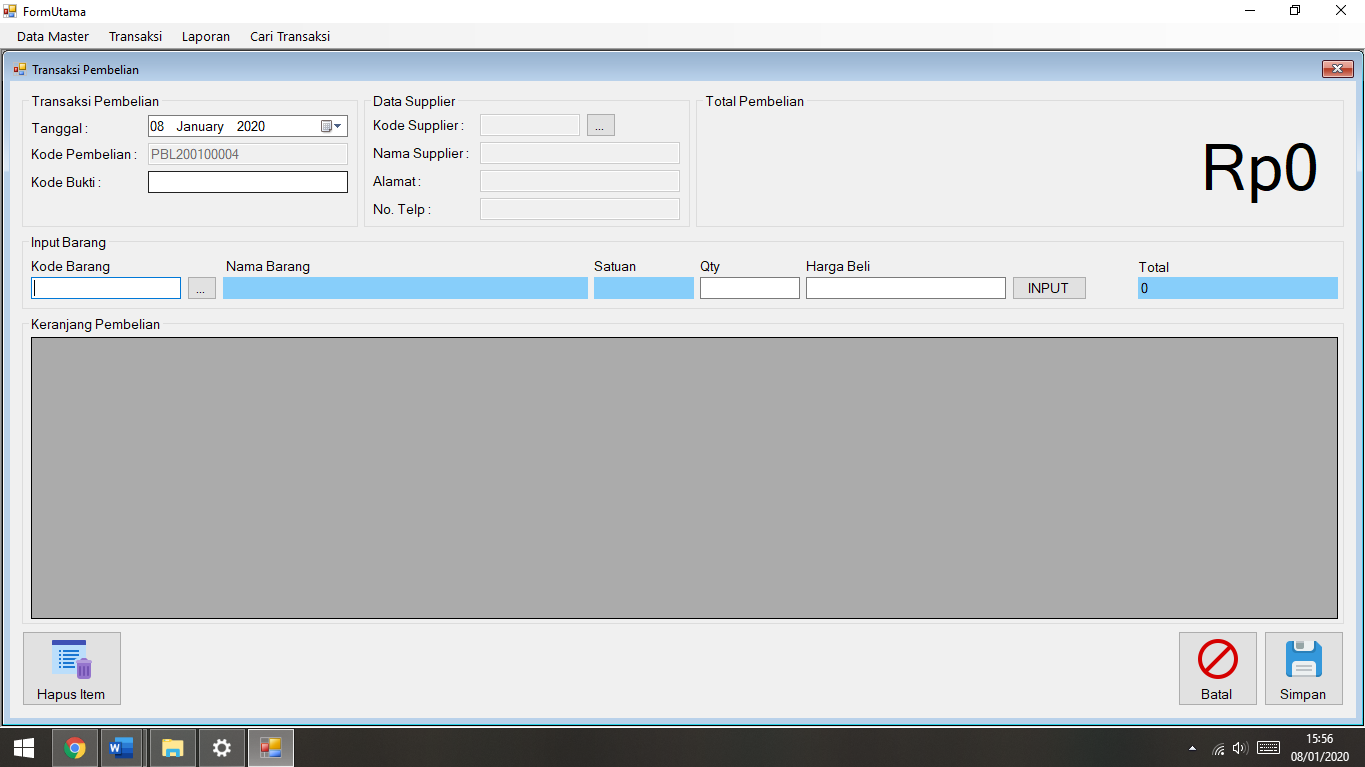 FormUtama
Data Master Transaksi Laporan Cari Transaksi
Transaksi Pembelian
Transaksi Pembelian
Tanggal :
08 January 2020
Kode Pembelian :
PBL200100004
Kode Bukti :
Data Supplier
Kode Supplier :
...
Nama Supplier :
Alamat :
No. Telp :
Total Pembelian
Rp0
Input Barang
Kode Barang Nama Barang Satuan Qty Harga Beli Total
... INPUT 0
Keranjang Pembelian
Hapus Item Batal Simpan
15:56
08/01/2020